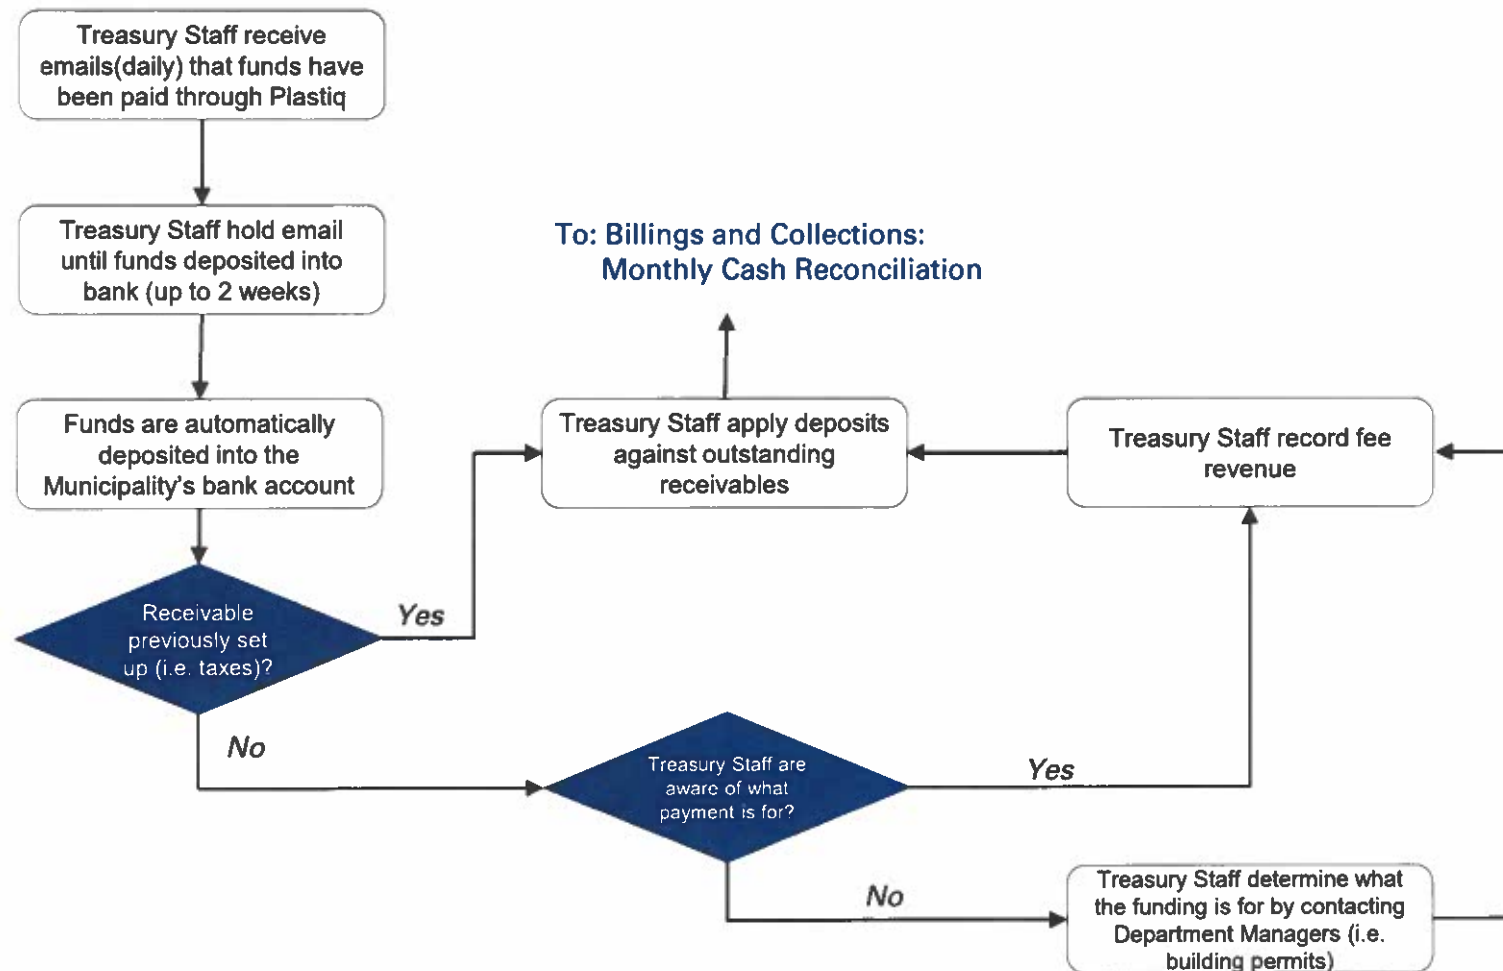 Treasury Staff receive
emails(daily) that funds have
been paid through Plastiq
Treasury Staff hold email
until funds deposited into
bank (up to 2 weeks)
To: Billings and Collections:
Monthly Cash Reconciliation
Funds are automatically
deposited into the
Municipality's bank account
Treasury Staff apply deposits
against outstanding
receivables
Treasury Staff record fee
revenue
Receivable
previously set
up (i.e. taxes)?
Yes
No
Treasury Staff are
aware of what
payment is for?
Yes
No
Treasury Staff determine what
the funding is for by contacting
Department Managers (i.e.
building permits)